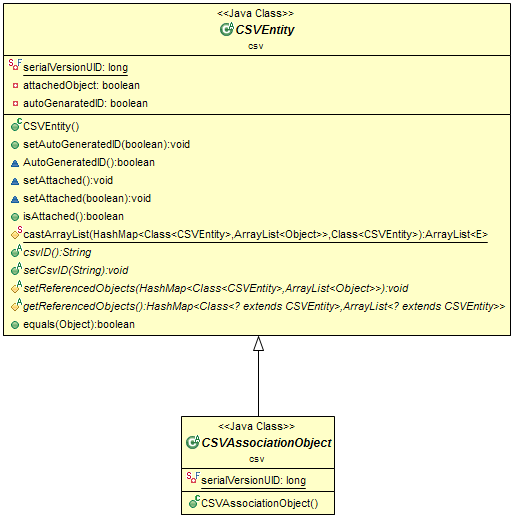 <<Java Class>>
CSVEntity
csv
serialVersionUID: long
attachedObject: boolean
autoGenaratedID: boolean
CSVEntity()
setAutoGeneratedID(boolean):void
AutoGeneratedID():boolean
setAttached():void
setAttached(boolean):void
isAttached():boolean
castArrayList(HashMap<Class<CSVEntity>,ArrayList<Object>>,Class<CSVEntity>):ArrayList<E>
csvID():String
setCsvID(String):void
setReferencedObjects(HashMap<Class<CSVEntity>,ArrayList<Object>>):void
getReferencedObjects():HashMap<Class<? extends CSVEntity>,ArrayList<? extends CSVEntity>>
equals(Object):boolean
<<Java Class>>
CSVAssociationObject
csv
serialVersionUID: long
CSVAssociationObject()